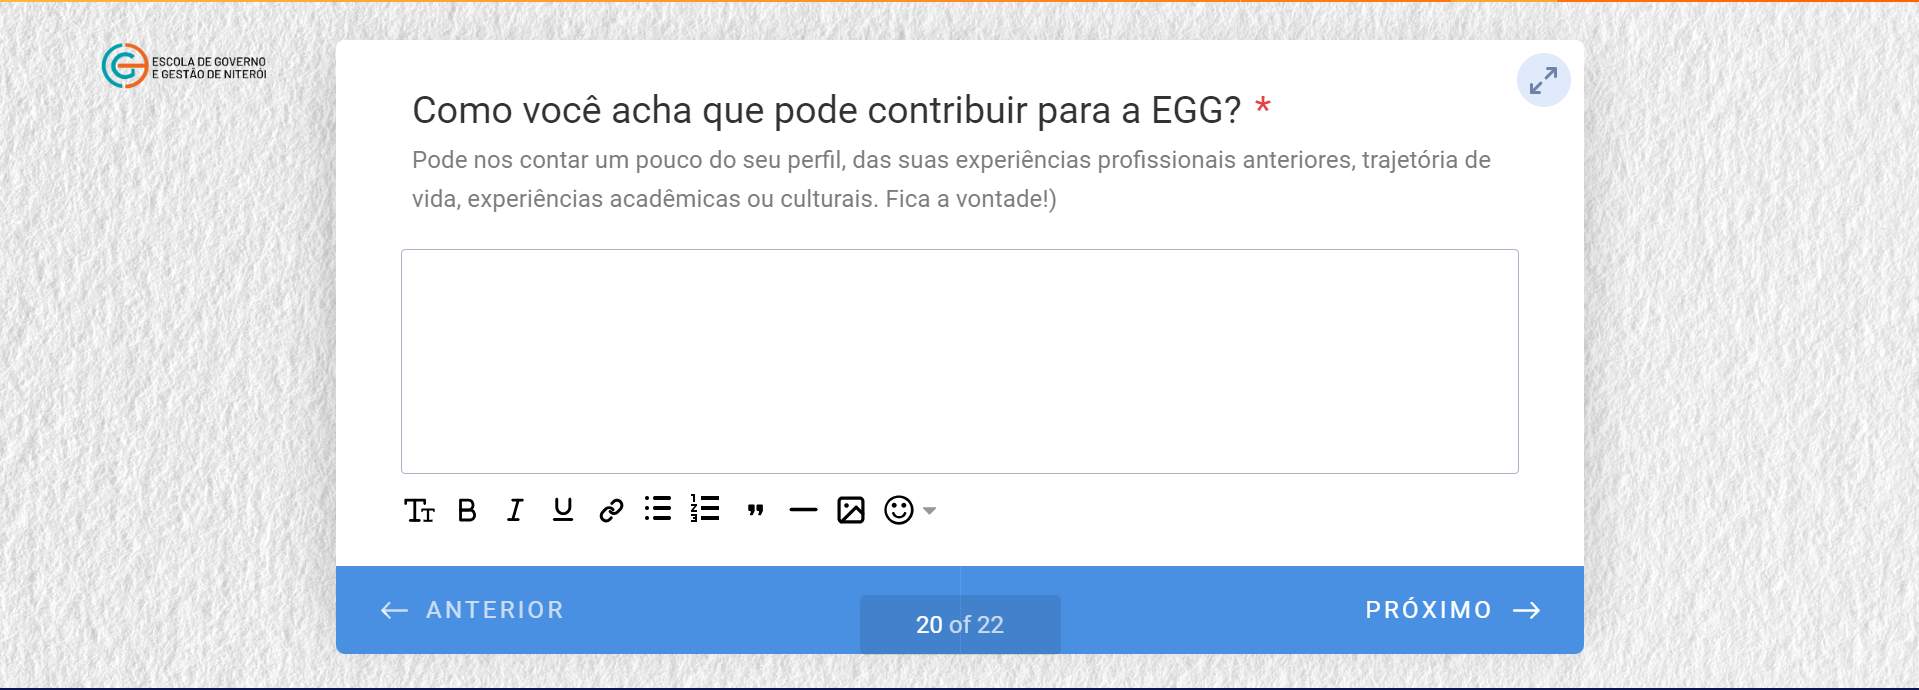 ESCOLA DE GOVERNO
E GESTÃO DE NITERÓI
Como você acha que pode contribuir para a EGG? *
Pode nos contar um pouco do seu perfil, das suas experiências profissionais anteriores, trajetória de
vida, experiências acadêmicas ou culturais. Fica a vontade!)
ANTERIOR
20 of 22
PRÓXIMO